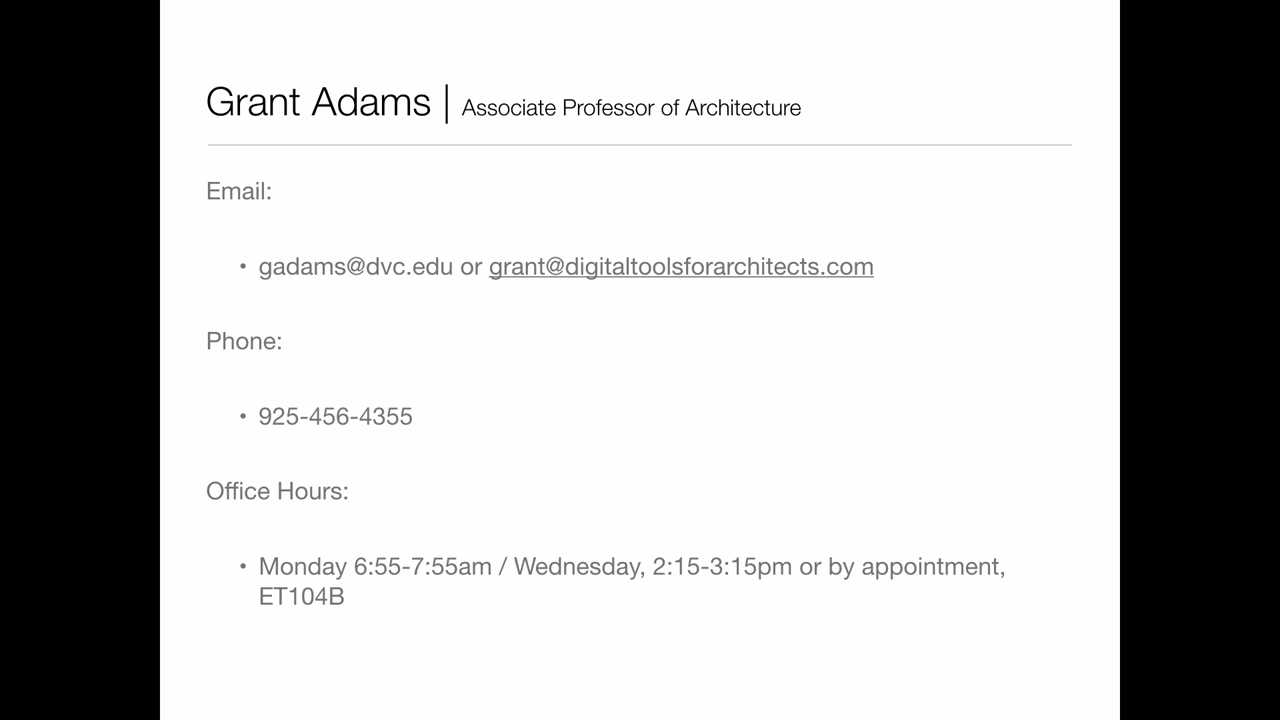 Grant Adams | Associate Professor of Architecture
Email:
• gadams@dvc.edu or grant@digitaltoolsforarchitects.com
Phone:
• 925-456-4355
Office Hours:
• Monday 6:55-7:55am / Wednesday, 2:15-3:15pm or by appointment,
ET104B